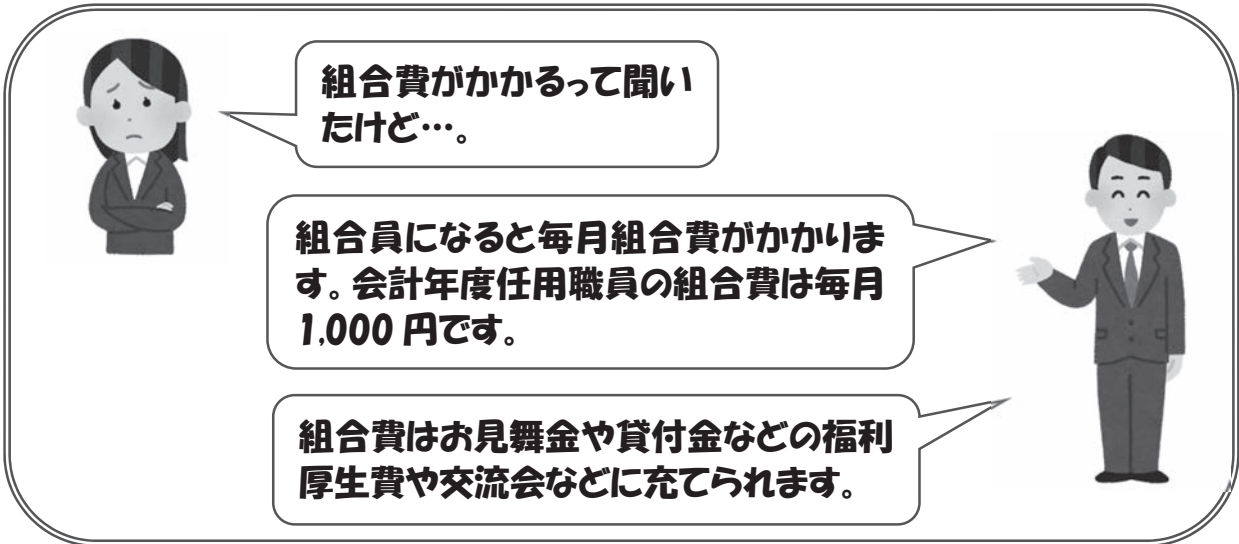 組合費がかかるって聞い
たけど…。
組合員になると毎月組合費がかかりま
す。会計年度任用職員の組合費は毎月
1,000 円です。
組合費はお見舞金や貸付金などの福利
厚生費や交流会などに充てられます。